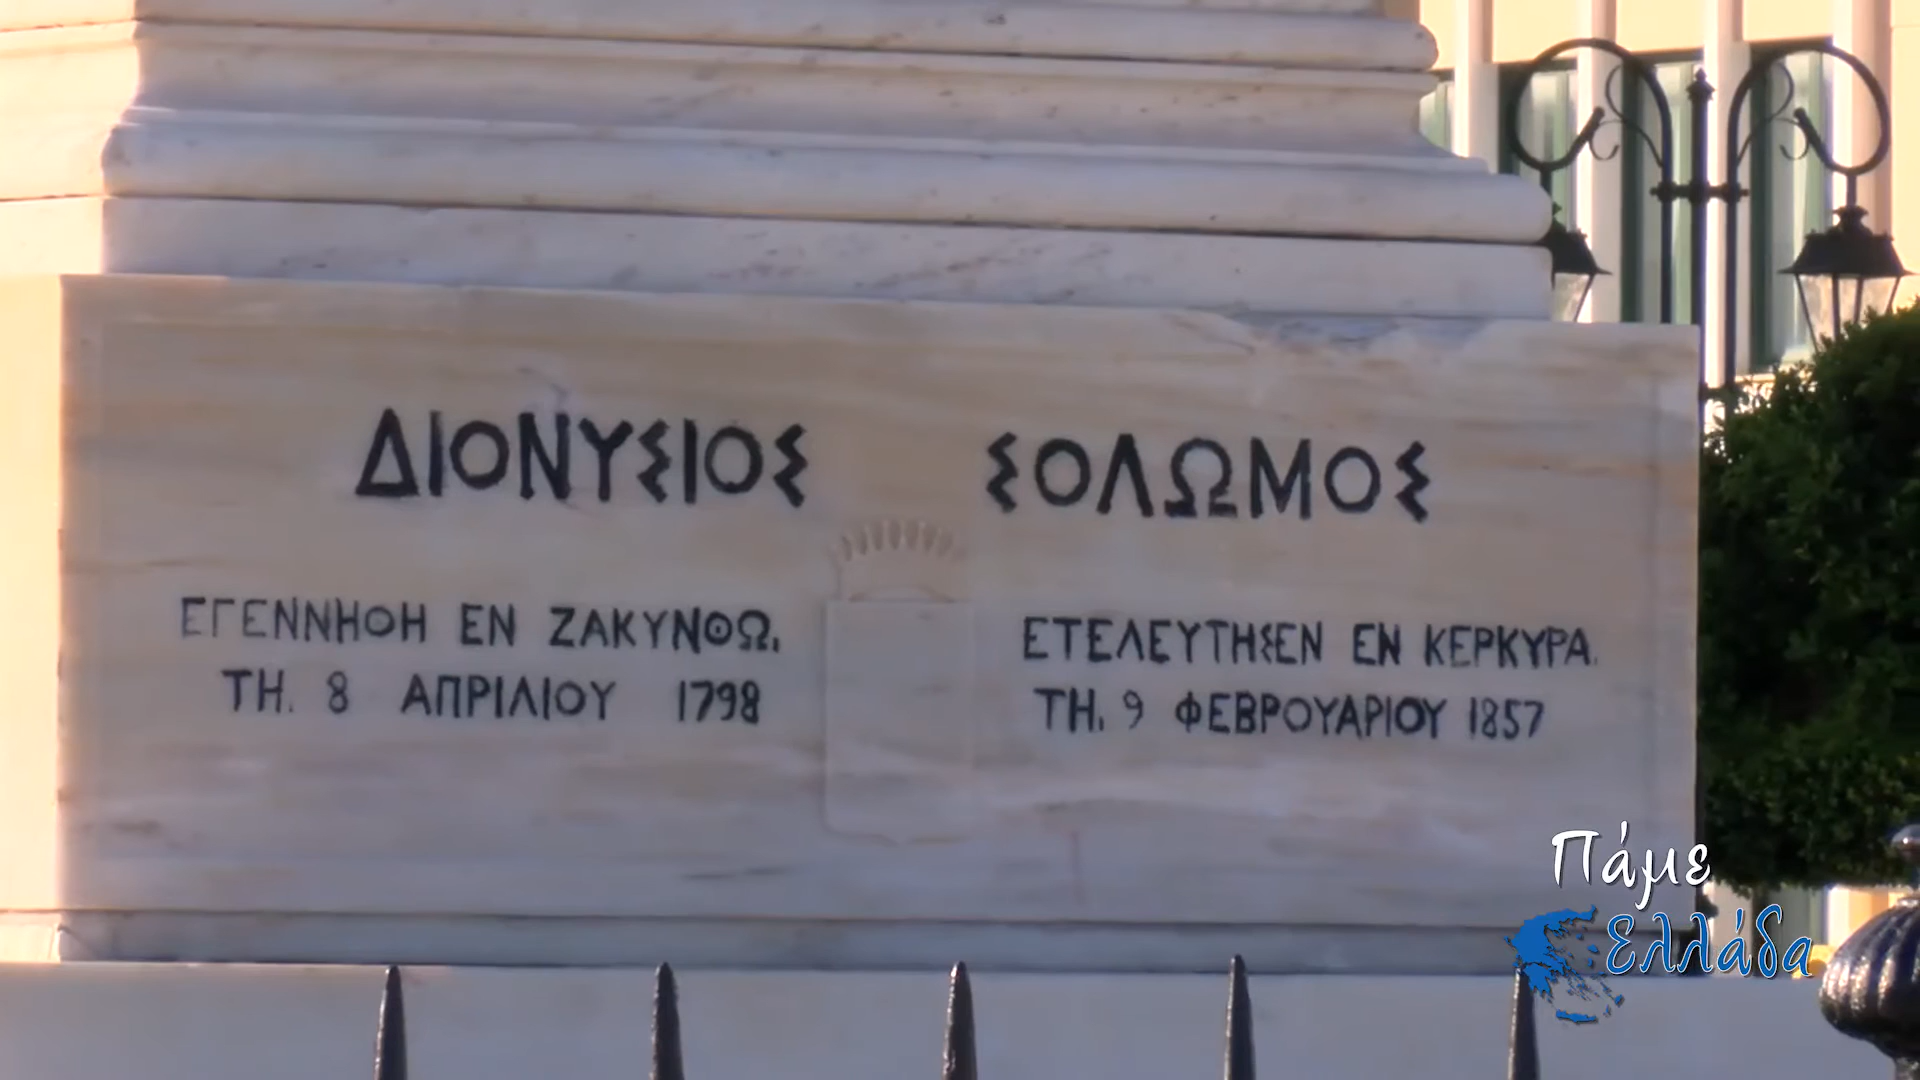 ΔΙΟΝΥΣΙΟΣ ΣΟΛΩΜΟΣ
ΕΓΕΝΝΗΘΗ ΕΝ ΖΑΚΥΝΘΩ,
ΤΗ. 8 ΑΠΡΙΛΙΟΥ 1798
ΕΤΕΛΕΥΤΗΣΕΝ ΕΝ ΚΕΡΚΥΡΑ.
ΤΗ. 9 ΦΕΒΡΟΥΑΡΙΟΥ 1857
Πάμε
Ελλάδα